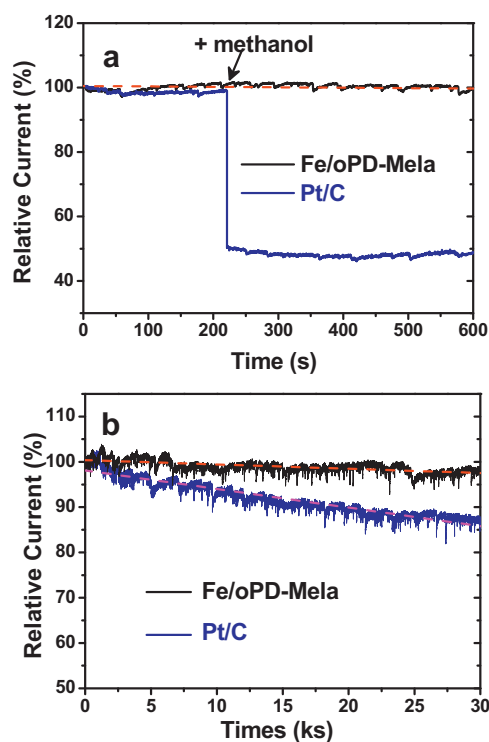 a
+ methanol
120
100
80
60
40
Relative Current (%)
Fe/oPD-Mela
Pt/C
0 100 200 300 400 500 600
Time (s)
b
110
100
90
80
70
60
50
Relative Current (%)
Fe/oPD-Mela
Pt/C
0 5 10 15 20 25 30
Times (ks)